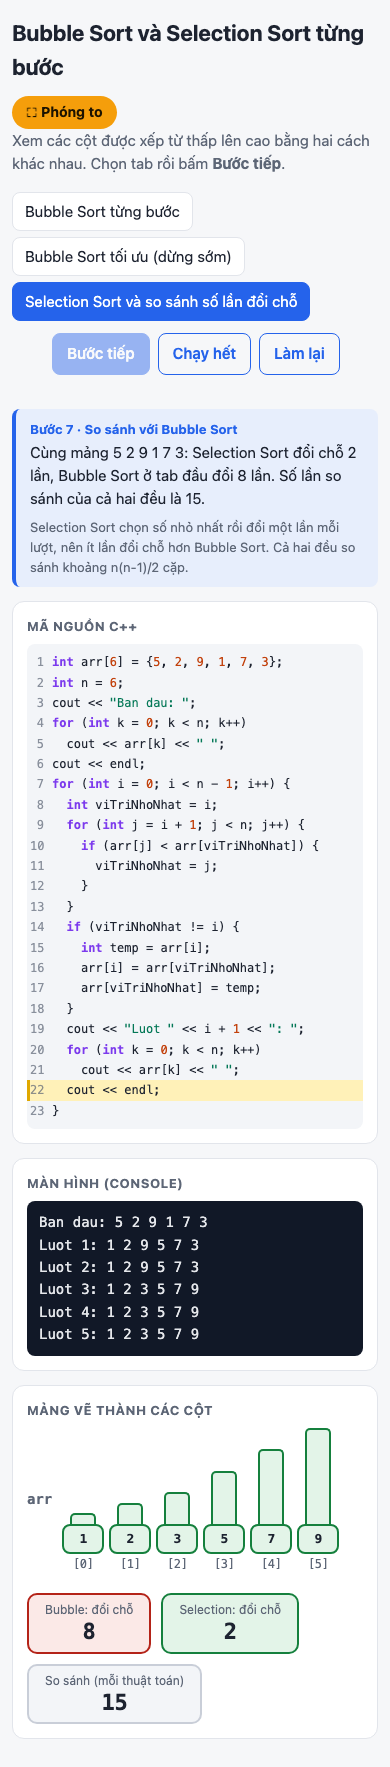 Bubble Sort và Selection Sort từng
bước
⛶ Phóng to
Xem các cột được xếp từ thấp lên cao bằng hai cách
khác nhau. Chọn tab rồi bấm Bước tiếp.
Bubble Sort từng bước
Bubble Sort tối ưu (dừng sớm)
Selection Sort và so sánh số lần đổi chỗ
Bước tiếp Chạy hết Làm lại
Bước 7 · So sánh với Bubble Sort
Cùng mảng 5 2 9 1 7 3: Selection Sort đổi chỗ 2
lần, Bubble Sort ở tab đầu đổi 8 lần. Số lần so
sánh của cả hai đều là 15.
Selection Sort chọn số nhỏ nhất rồi đổi một lần mỗi
lượt, nên ít lần đổi chỗ hơn Bubble Sort. Cả hai đều so
sánh khoảng n(n-1)/2 cặp.
MÃ NGUỒN C++
1 int arr[6] = {5, 2, 9, 1, 7, 3};
2 int n = 6;
3 cout << "Ban dau: ";
4 for (int k = 0; k < n; k++)
5   cout << arr[k] << " ";
6 cout << endl;
7 for (int i = 0; i < n - 1; i++) {
8   int viTriNhoNhat = i;
9   for (int j = i + 1; j < n; j++) {
10     if (arr[j] < arr[viTriNhoNhat]) {
11       viTriNhoNhat = j;
12     }
13   }
14   if (viTriNhoNhat != i) {
15     int temp = arr[i];
16     arr[i] = arr[viTriNhoNhat];
17     arr[viTriNhoNhat] = temp;
18   }
19   cout << "Luot " << i + 1 << ": ";
20   for (int k = 0; k < n; k++)
21     cout << arr[k] << " ";
22   cout << endl;
23 }
MÀN HÌNH (CONSOLE)
Ban dau: 5 2 9 1 7 3
Luot 1: 1 2 9 5 7 3
Luot 2: 1 2 9 5 7 3
Luot 3: 1 2 3 5 7 9
Luot 4: 1 2 3 5 7 9
Luot 5: 1 2 3 5 7 9
MẢNG VẼ THÀNH CÁC CỘT
arr
1 2 3 5 7 9
[0] [1] [2] [3] [4] [5]
Bubble: đổi chỗ
8
Selection: đổi chỗ
2
So sánh (mỗi thuật toán)
15